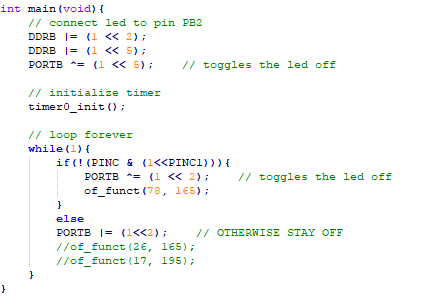 int main(void){
// connect led to pin PB2
DDRB |= (1 << 2);
DDRB |= (1 << 5);
PORTB ^= (1 << 5);    // toggles the led off
// initialize timer
timer0_init();
// loop forever
while(1){
if(!(PINC & (1<<PINC1))){
PORTB ^= (1 << 2);    // toggles the led off
of_funct(78, 165);
}
else
PORTB |= (1<<2);    // OTHERWISE STAY OFF
//of_funct(26, 165);
//of_funct(17, 195);
}
}